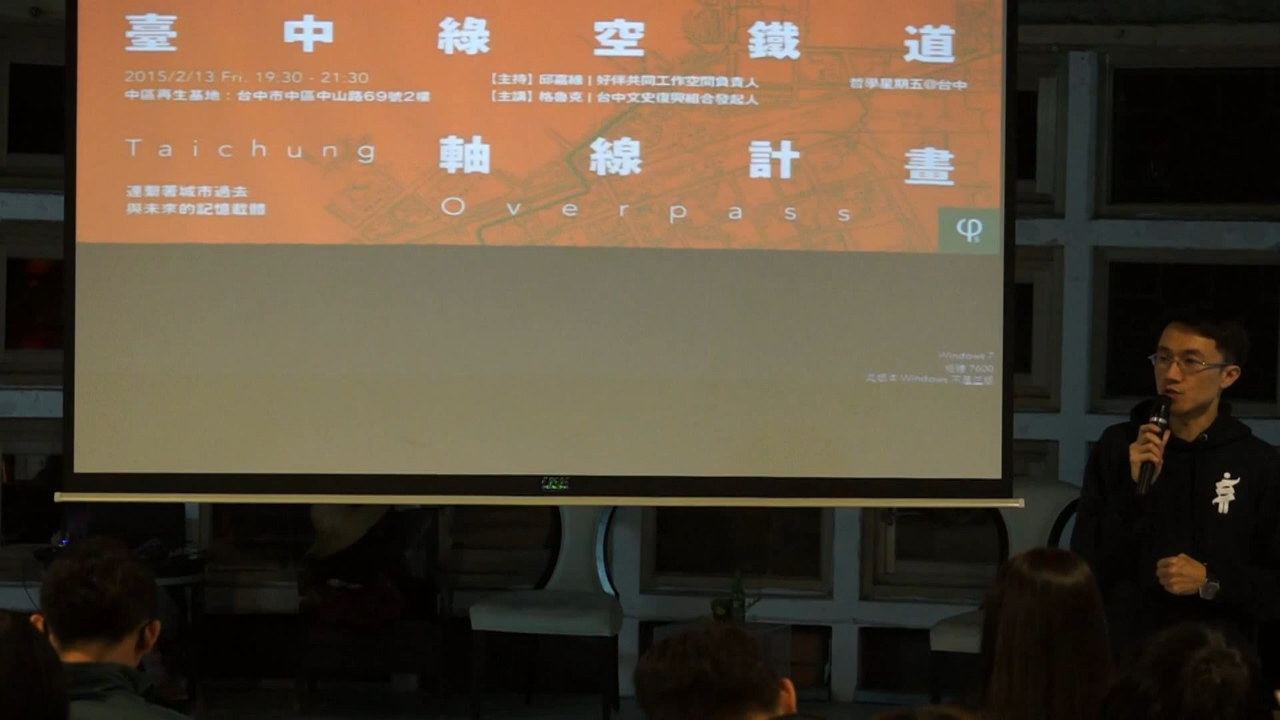 臺中綠空鐵道
2015/2/13 Fri. 19:30 - 21:30
中區再生基地：台中市中區中山路69號2樓
【主持】邱嘉緣 | 好伴共同工作空間負責人
【主講】格魯克 | 台中文史復興組合發起人
哲學星期五@台中
Taichung
軸線計畫
連繫著城市過去
與未來的記憶載體
Overpass
φ
Windows 7
組建 7600
此版本 Windows 不是正版